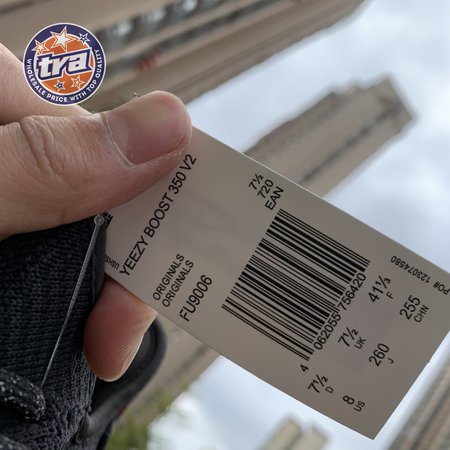 WHOLESALE PRICE WITH TOP QUALITY
tra
YEEZY BOOST 350 V2
ORIGINALS
ORIGINALS
FU9006
7½
720
EAN
4 062055 756420
PO# 123074580
7½ D
7½ UK
41⅓ F
8 US
260 J
255 CHN